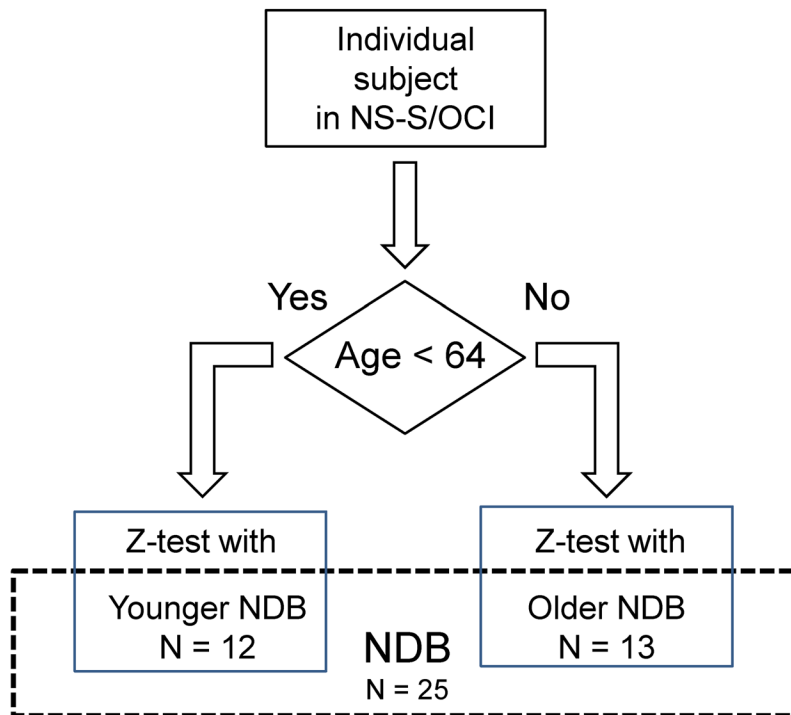 Individual
subject
in NS-S/OCI
Yes
No
Age < 64
Z-test with
Z-test with
Younger NDB
N = 12
Older NDB
N = 13
NDB
N = 25